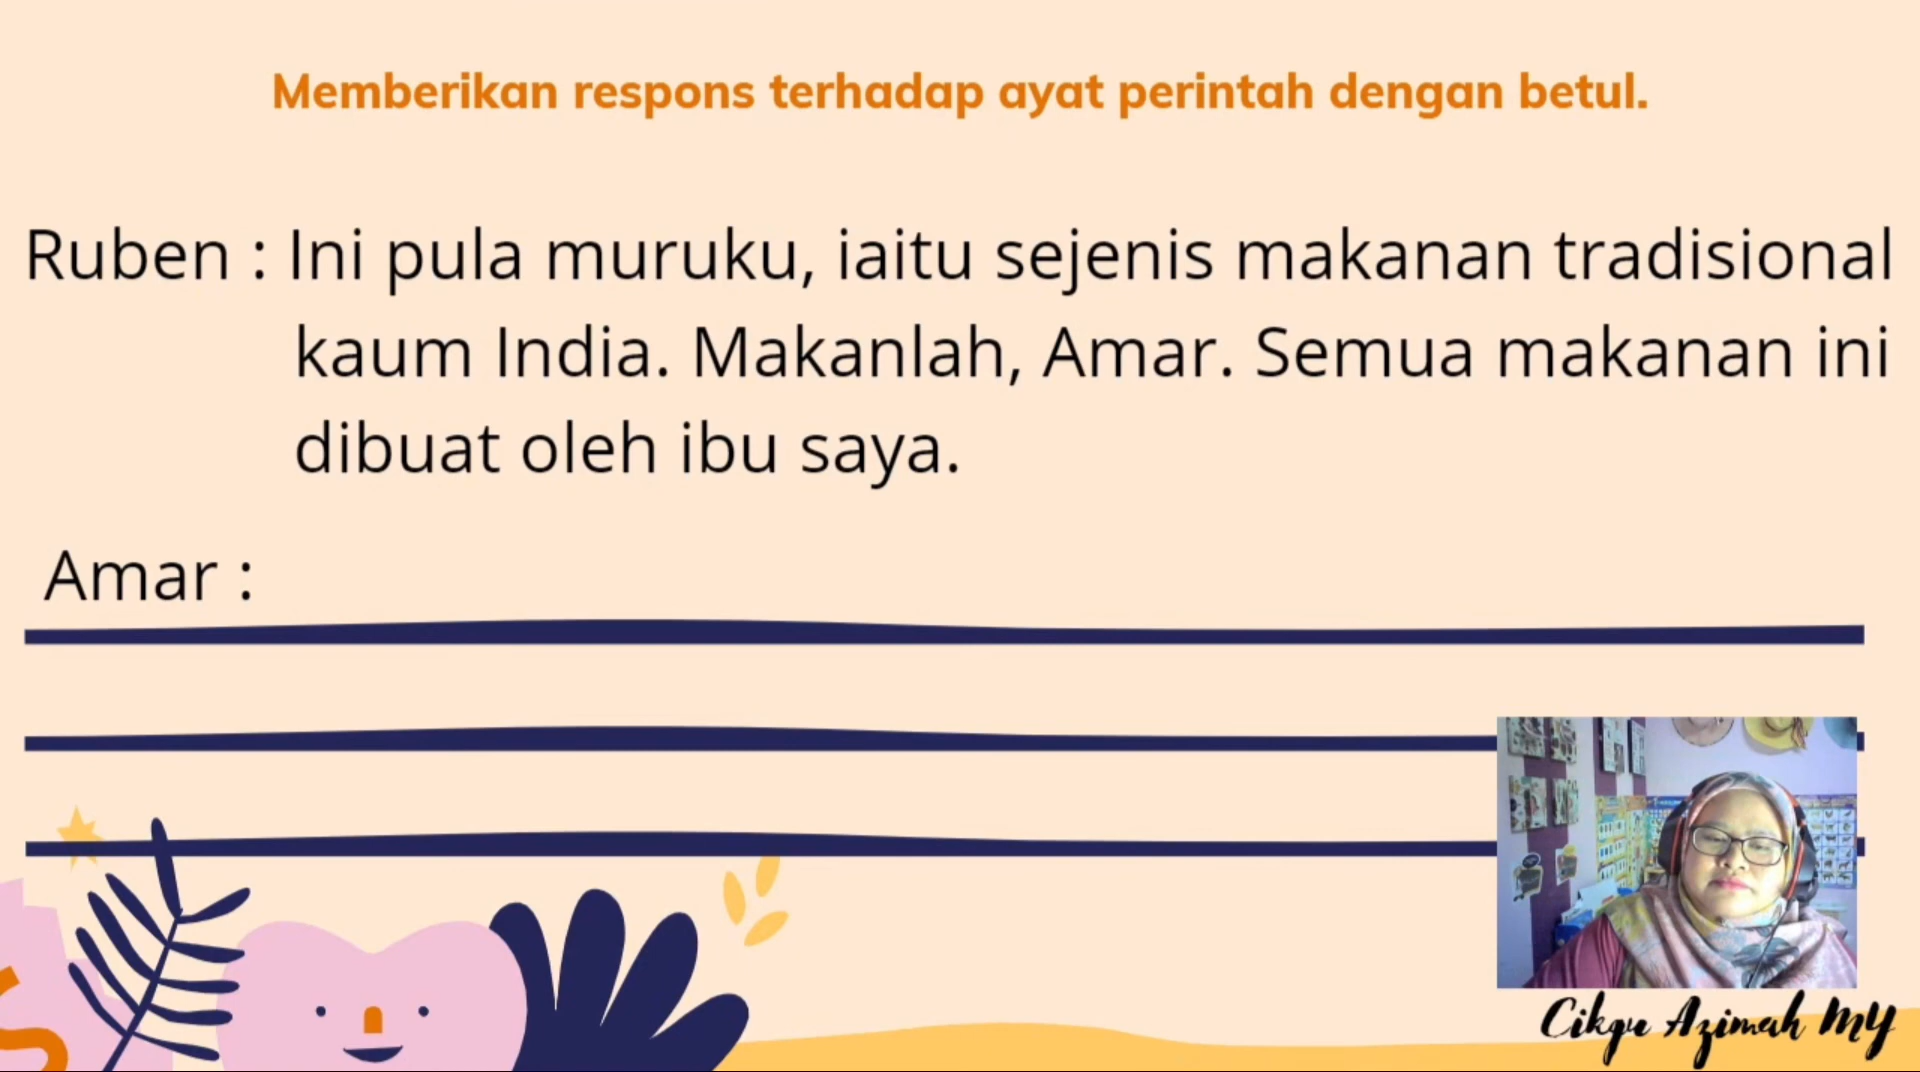 Memberikan respons terhadap ayat perintah dengan betul.
Ruben : Ini pula muruku, iaitu sejenis makanan tradisional
kaum India. Makanlah, Amar. Semua makanan ini
dibuat oleh ibu saya.
Amar :
Cikgu Azimah MY